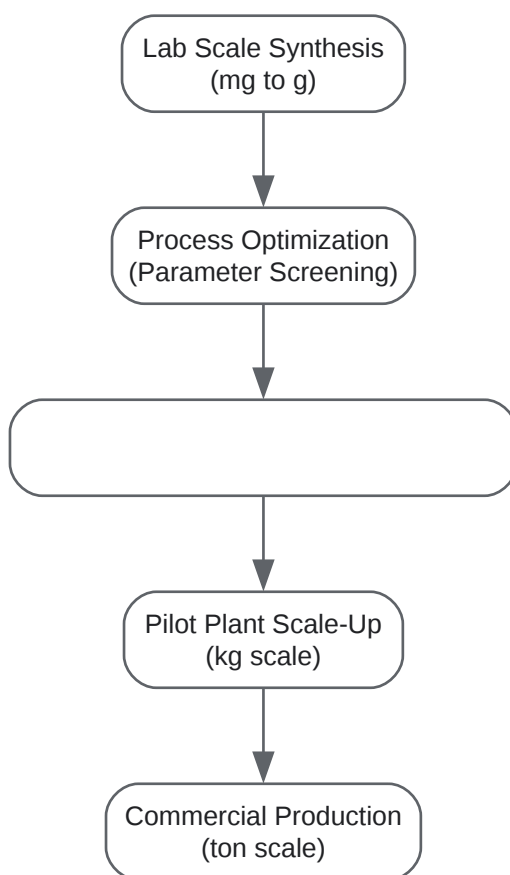 Lab Scale Synthesis
(mg to g)
Process Optimization
(Parameter Screening)
Pilot Plant Scale-Up
(kg scale)
Commercial Production
(ton scale)